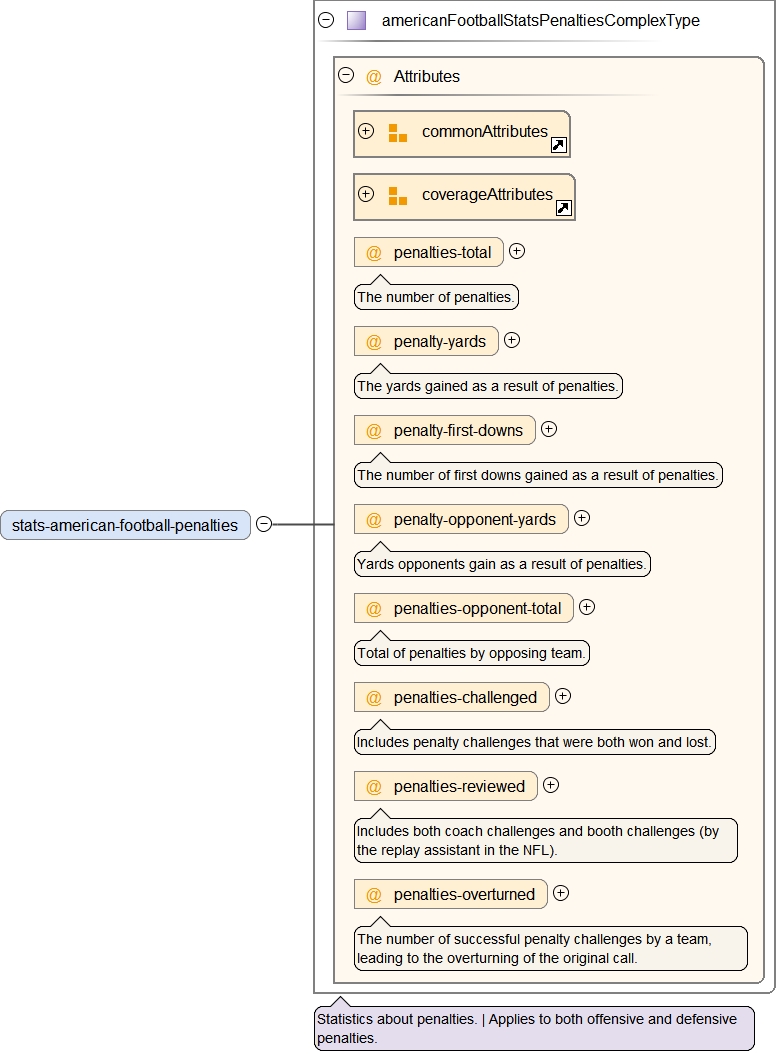 americanFootballStatsPenaltiesComplexType
@ Attributes
commonAttributes
coverageAttributes
@ penalties-total
The number of penalties.
@ penalty-yards
The yards gained as a result of penalties.
@ penalty-first-downs
The number of first downs gained as a result of penalties.
@ penalty-opponent-yards
stats-american-football-penalties
Yards opponents gain as a result of penalties.
@ penalties-opponent-total
Total of penalties by opposing team.
@ penalties-challenged
Includes penalty challenges that were both won and lost.
@ penalties-reviewed
Includes both coach challenges and booth challenges (by
the replay assistant in the NFL).
@ penalties-overturned
The number of successful penalty challenges by a team,
leading to the overturning of the original call.
Statistics about penalties. | Applies to both offensive and defensive
penalties.